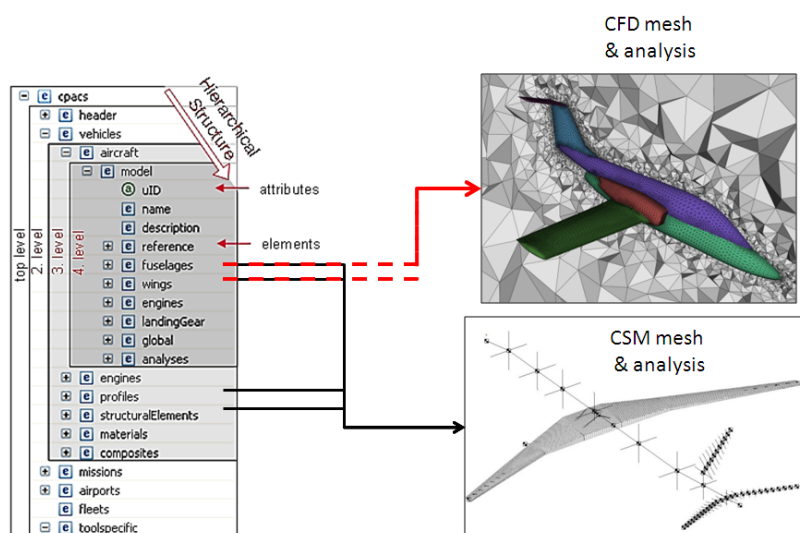 CFD mesh
& analysis
cpacs
header
vehicles
aircraft
model
uID
name
description
reference
fuselages
wings
engines
landingGear
global
analyses
engines
profiles
structuralElements
materials
composites
missions
airports
fleets
toolspecific
Hierarchical
Structure
attributes
elements
top level
2. level
3. level
4. level
CSM mesh
& analysis